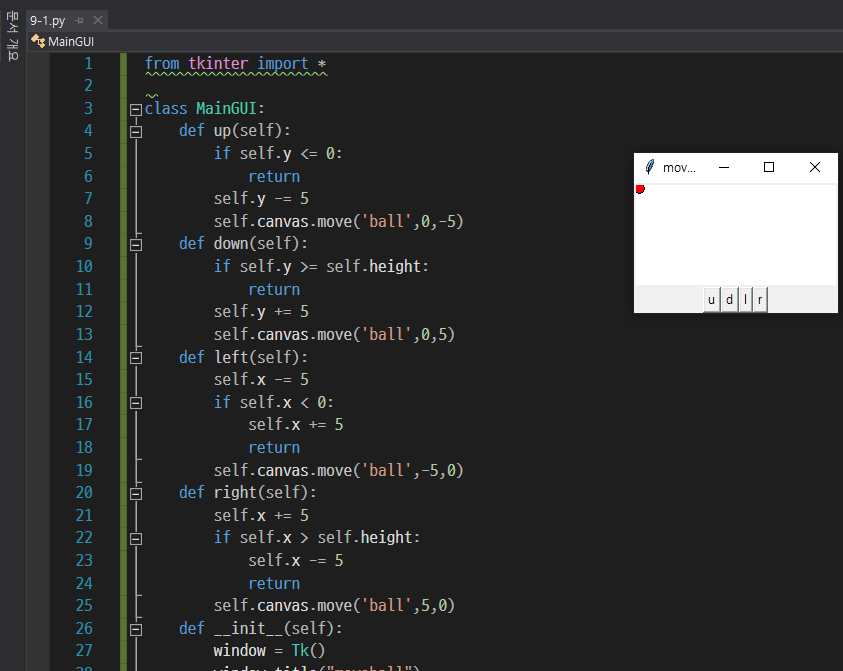 문서 개요
9-1.py
MainGUI
1 from tkinter import *
2
3 class MainGUI:
4     def up(self):
5         if self.y <= 0:
6             return
7         self.y -= 5
8         self.canvas.move('ball',0,-5)
9     def down(self):
10         if self.y >= self.height:
11             return
12         self.y += 5
13         self.canvas.move('ball',0,5)
14     def left(self):
15         self.x -= 5
16         if self.x < 0:
17             self.x += 5
18             return
19         self.canvas.move('ball',-5,0)
20     def right(self):
21         self.x += 5
22         if self.x > self.height:
23             self.x -= 5
24             return
25         self.canvas.move('ball',5,0)
26     def __init__(self):
27         window = Tk()
28         window.title("moveball")
mov...
u d l r